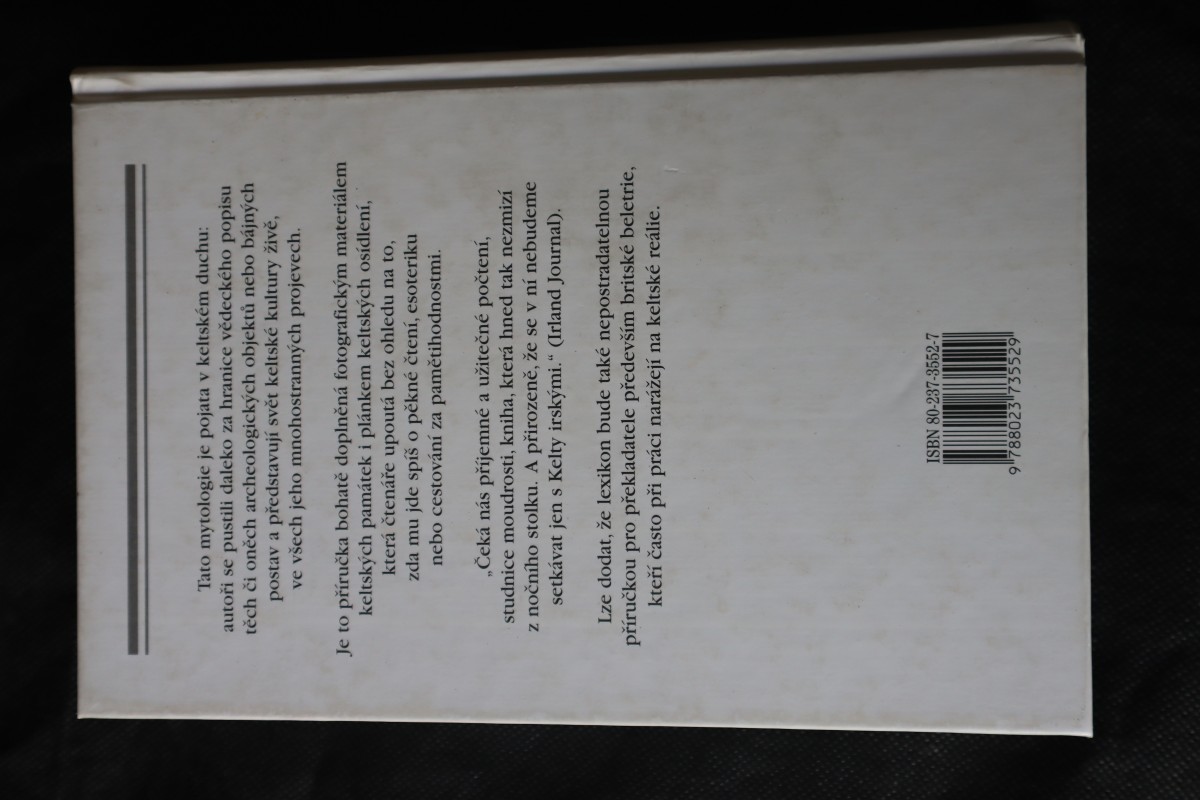 Tato mytologie je pojata v keltském duchu:
autoři se pustili daleko za hranice vědeckého popisu
těch či oněch archeologických objektů nebo bájných
postav a představují svět keltské kultury živě,
ve všech jeho mnohostranných projevech.
Je to příručka bohatě doplněná fotografickým materiálem
keltských památek i plánkem keltských osídlení,
která čtenáře upoutá bez ohledu na to,
zda mu jde spíš o pěkné čtení, esoteriku
nebo cestování za pamětihodnostmi.
„Čeká nás příjemné a užitečné počtení,
studnice moudrosti, kniha, která hned tak nezmizí
z nočního stolku. A přirozeně, že se v ní nebudeme
setkávat jen s Kelty irskými.“ (Irland Journal).
Lze dodat, že lexikon bude také nepostradatelnou
příručkou pro překladatele především britské beletrie,
kteří často při práci narážejí na keltské reálie.
ISBN 80-237-3552-7
9 788023 735529